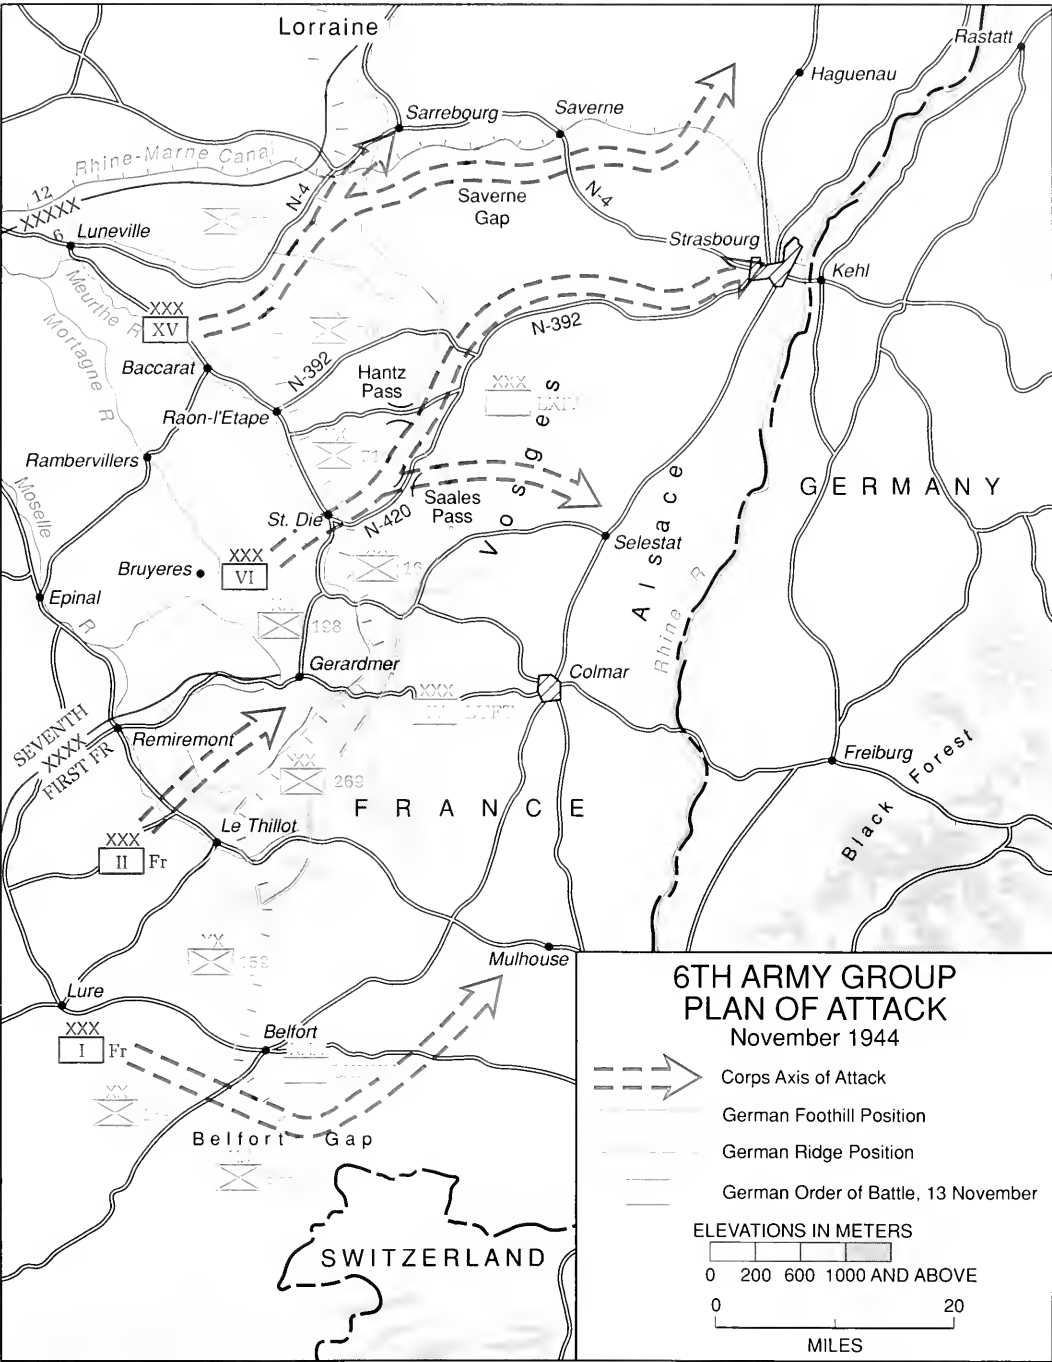 Lorraine
Rastatt
Haguenau
Sarrebourg
Saverne
Rhine-Marne Canal
12
XXXXX
6
N-4
Saverne
Gap
N-4
Luneville
Strasbourg
Kehl
Meurthe R
Mortagne R
XXX
XV
N-392
Baccarat
N-392
Hantz
Pass
XXX
Raon-l'Etape
Vosges
Rambervillers
GERMANY
Moselle
R
Saales
Pass
St. Die
N-420
Selestat
Alsace
XXX
VI
Bruyeres
Epinal
Rhine R
198
Gerardmer
XXX
Colmar
SEVENTH
XXXX
FIRST FR
Remiremont
XX
269
Freiburg
Black Forest
FRANCE
Le Thillot
XXX
II Fr
XX
159
Mulhouse
Lure
XXX
I Fr
Belfort
XX
Belfort Gap
SWITZERLAND
6TH ARMY GROUP
PLAN OF ATTACK
November 1944
Corps Axis of Attack
German Foothill Position
German Ridge Position
German Order of Battle, 13 November
ELEVATIONS IN METERS
0 200 600 1000 AND ABOVE
0 20
MILES